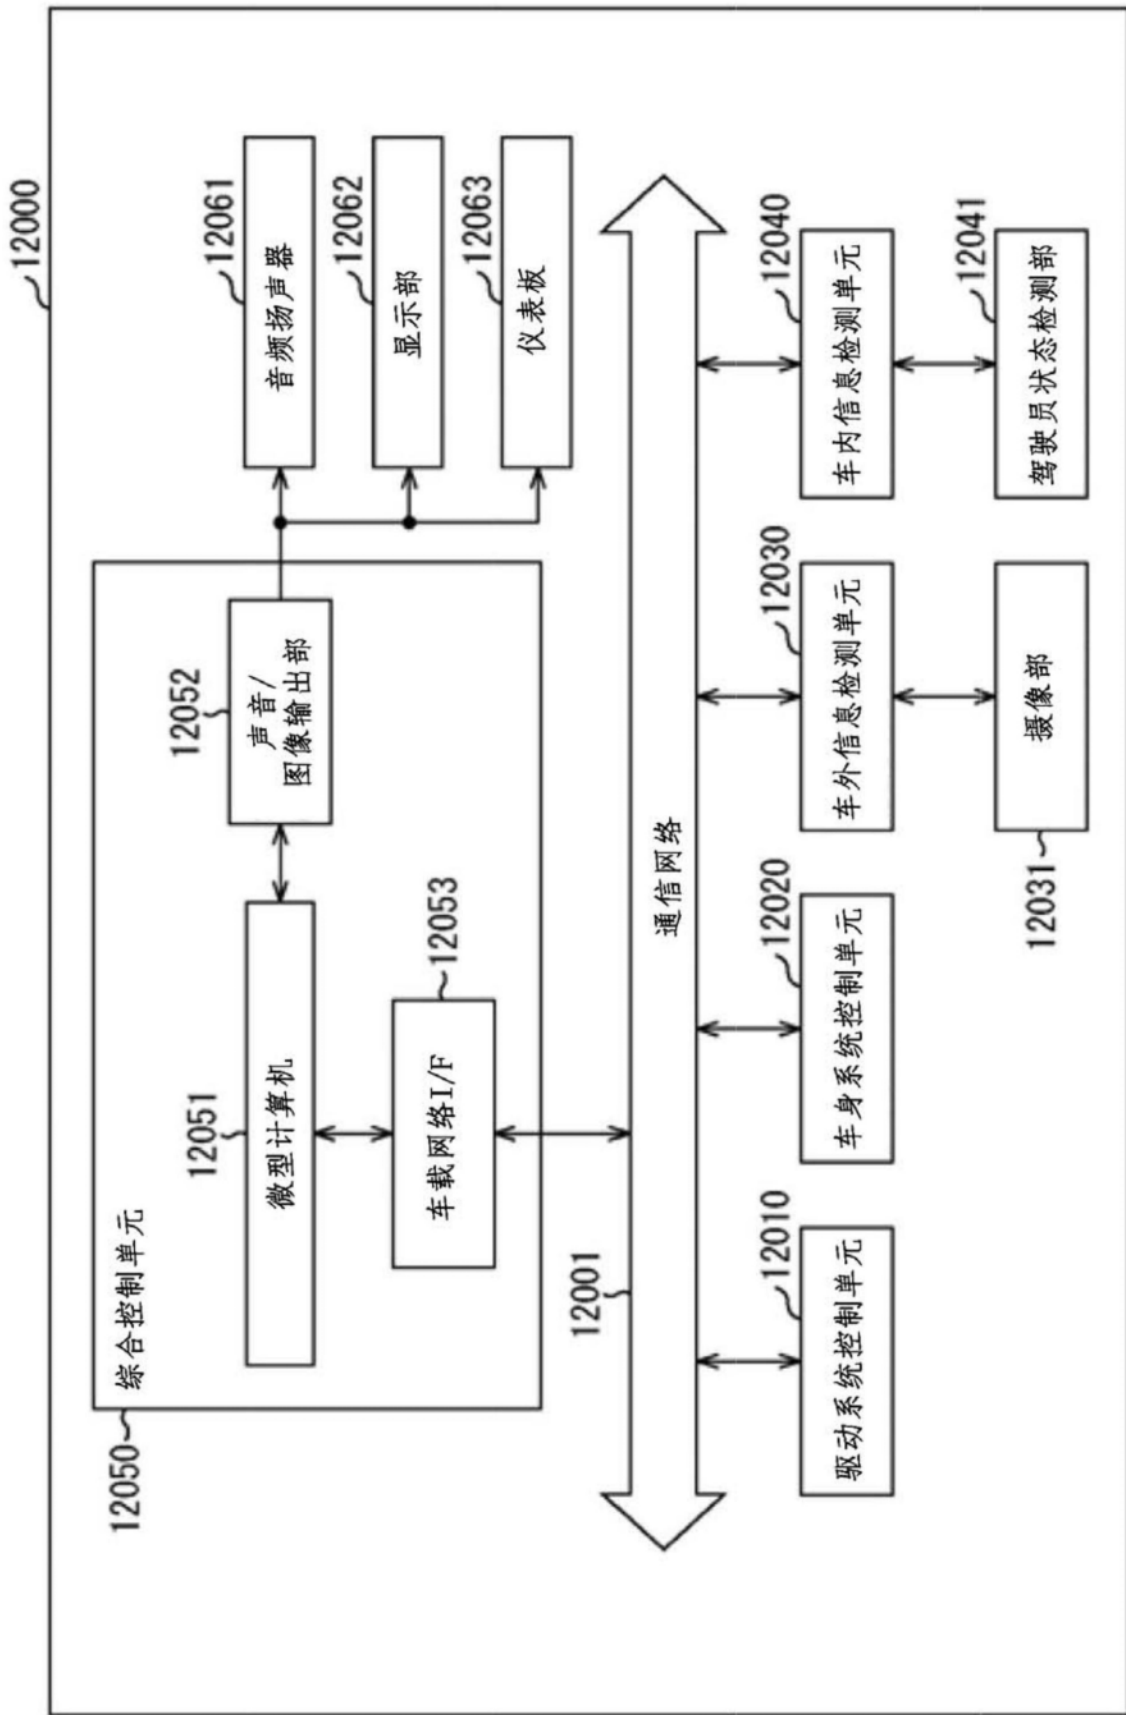 12000
12050
综合控制单元
12051
微型计算机
12052
声音/
图像输出部
12053
车载网络I/F
12061
音频扬声器
12062
显示部
12063
仪表板
12001
通信网络
12010
驱动系统控制单元
12020
车身系统控制单元
12030
车外信息检测单元
12040
车内信息检测单元
12031
摄像部
12041
驾驶员状态检测部